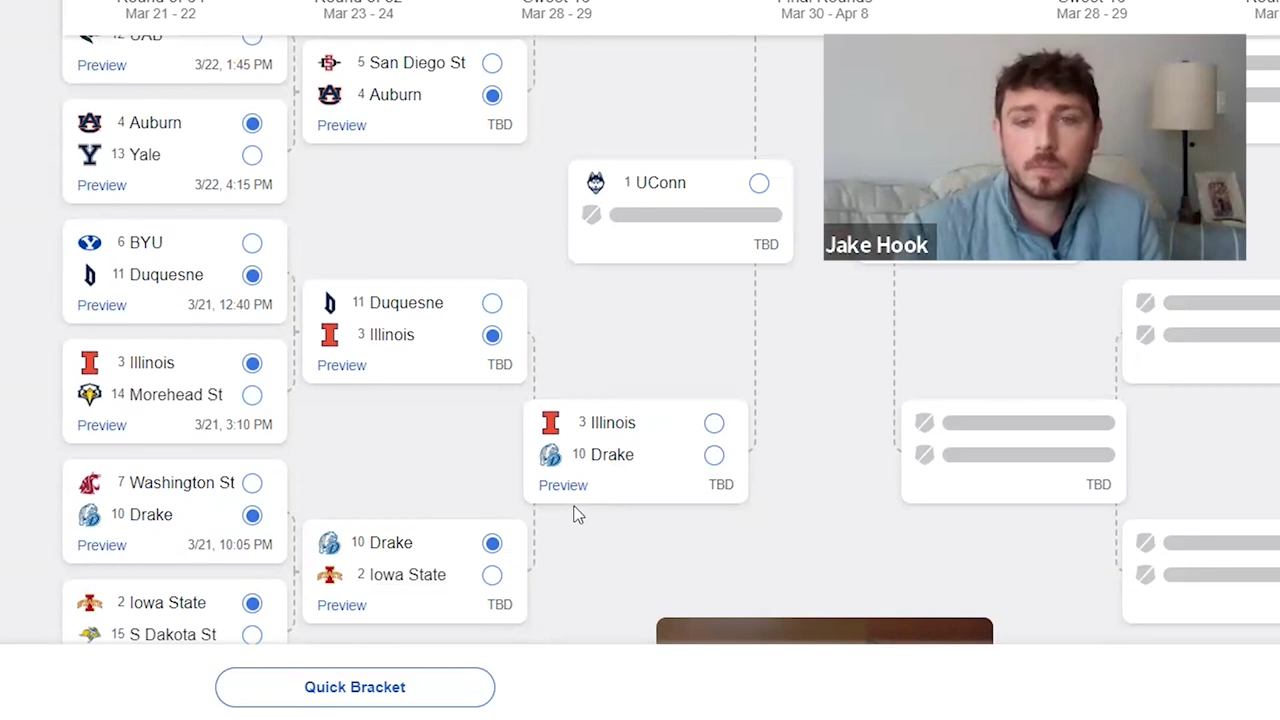 Mar 21 - 22
Mar 23 - 24
Mar 28 - 29
Mar 30 - Apr 8
Mar 28 - 29
Mar
12 UAB
Preview 3/22, 1:45 PM
4 Auburn
13 Yale
Preview 3/22, 4:15 PM
6 BYU
11 Duquesne
Preview 3/21, 12:40 PM
3 Illinois
14 Morehead St
Preview 3/21, 3:10 PM
7 Washington St
10 Drake
Preview 3/21, 10:05 PM
2 Iowa State
15 S Dakota St
5 San Diego St
4 Auburn
Preview TBD
11 Duquesne
3 Illinois
Preview TBD
10 Drake
2 Iowa State
Preview TBD
1 UConn
TBD
3 Illinois
10 Drake
Preview TBD
TBD
Jake Hook
Quick Bracket